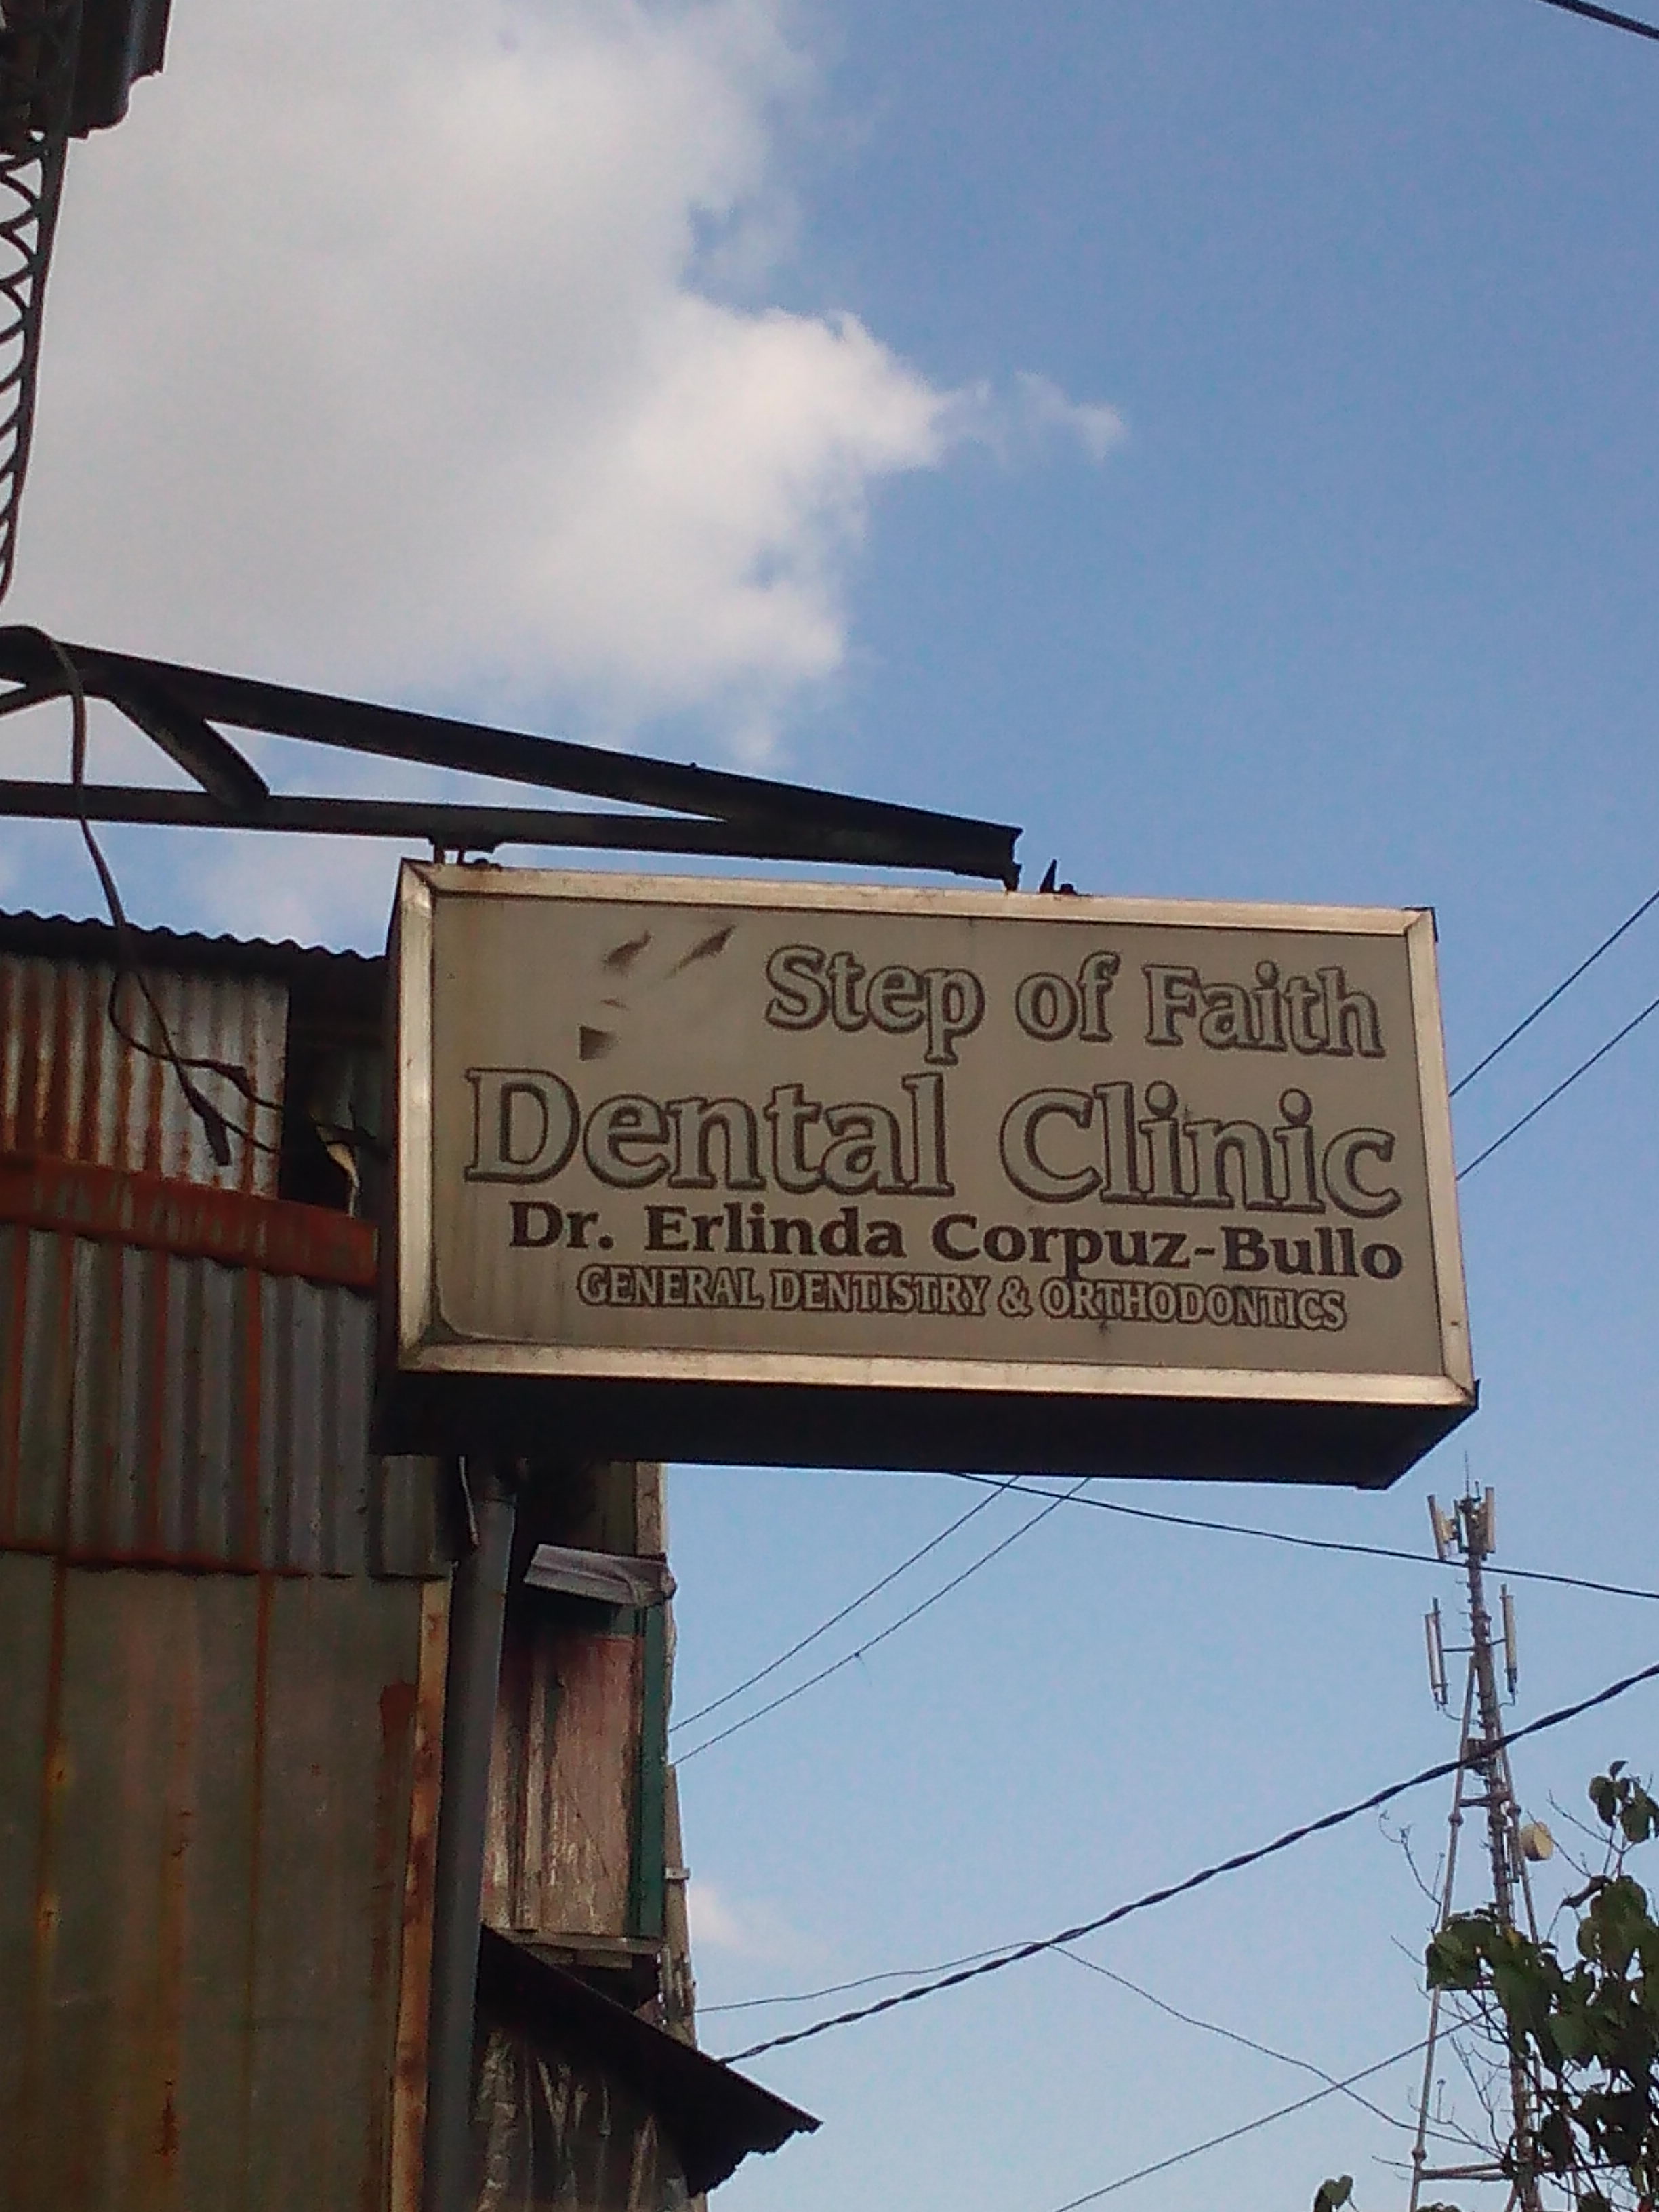 Step of Faith
Dental Clinic
Dr. Erlinda Corpuz-Bullo
GENERAL DENTISTRY & ORTHODONTICS